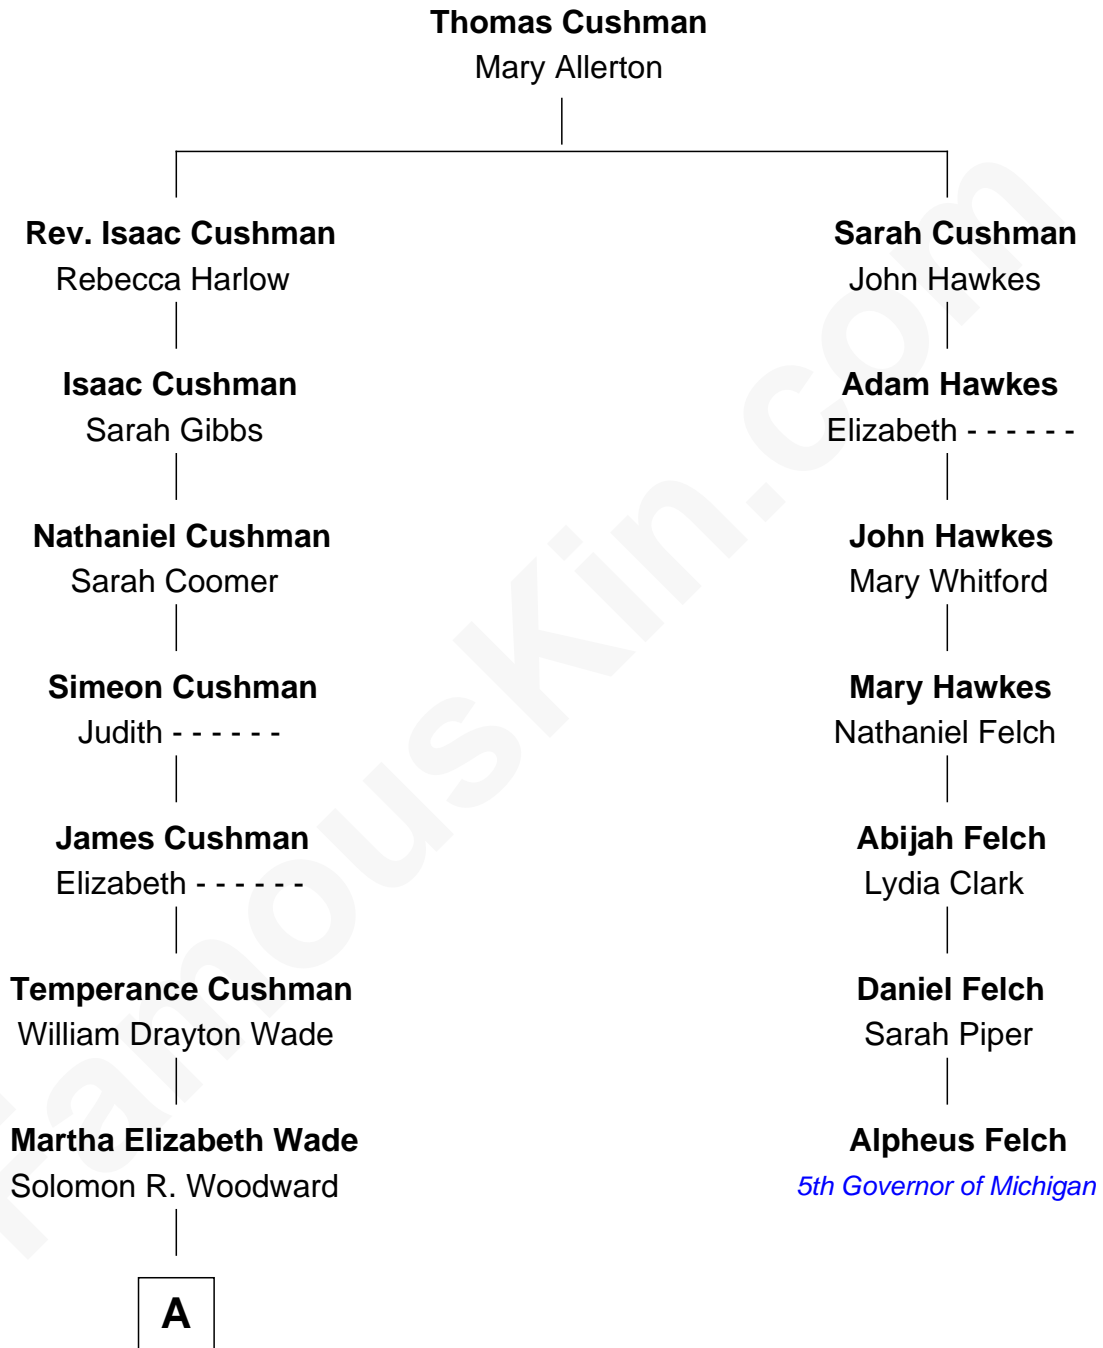 Thomas Cushman
Mary Allerton
Rev. Isaac Cushman
Rebecca Harlow
Isaac Cushman
Sarah Gibbs
Nathaniel Cushman
Sarah Coomer
Simeon Cushman
Judith - - - - - -
James Cushman
Elizabeth - - - - - -
Temperance Cushman
William Drayton Wade
Martha Elizabeth Wade
Solomon R. Woodward
A
Sarah Cushman
John Hawkes
Adam Hawkes
Elizabeth - - - - - -
John Hawkes
Mary Whitford
Mary Hawkes
Nathaniel Felch
Abijah Felch
Lydia Clark
Daniel Felch
Sarah Piper
Alpheus Felch
5th Governor of Michigan
FamousKin.com